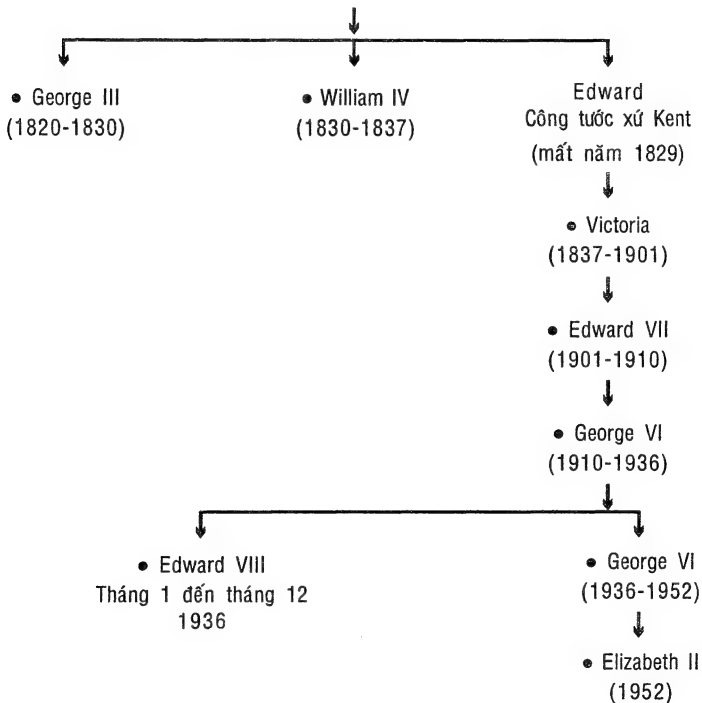 • George III
(1820-1830)
• William IV
(1830-1837)
Edward
Công tước xứ Kent
(mất năm 1829)
• Victoria
(1837-1901)
• Edward VII
(1901-1910)
• George VI
(1910-1936)
• Edward VIII
Tháng 1 đến tháng 12
1936
• George VI
(1936-1952)
• Elizabeth II
(1952)